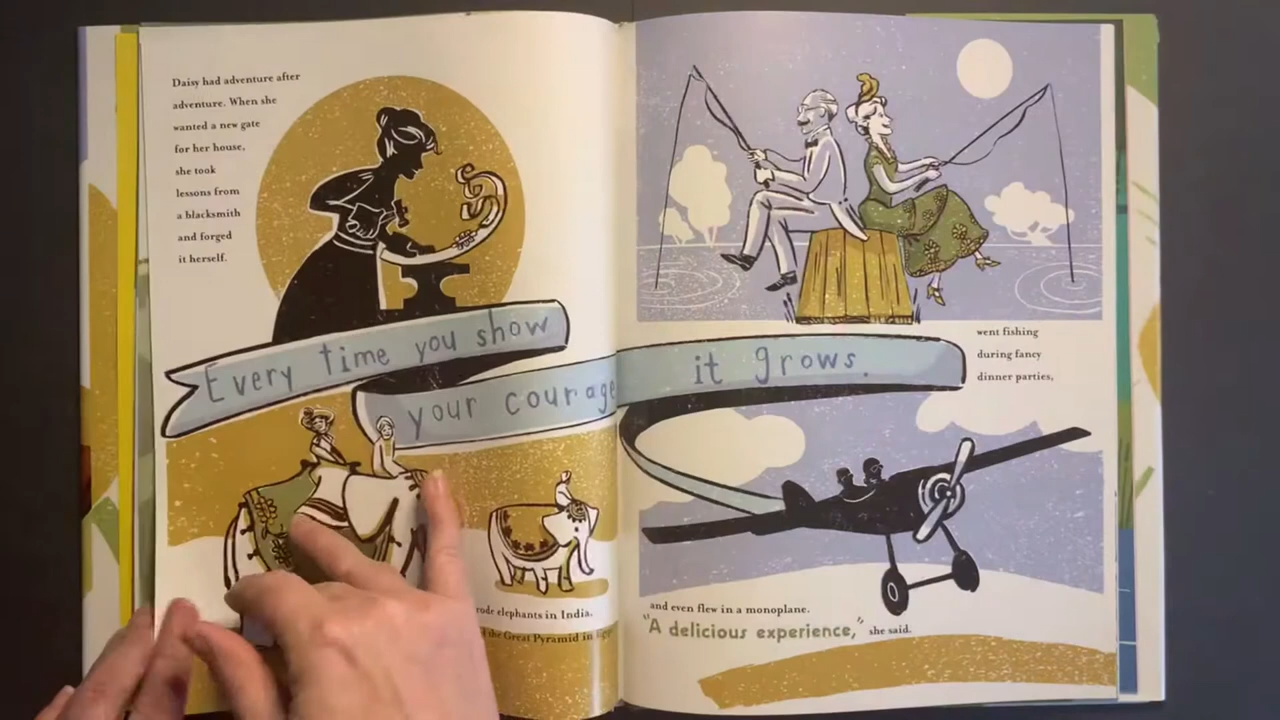 Daisy had adventure after
adventure. When she
wanted a new gate
for her house,
she took
lessons from
a blacksmith
and forged
it herself.
Every time you show
your courage it grows.
rode elephants in India,
the Great Pyramid in
went fishing
during fancy
dinner parties,
and even flew in a monoplane.
"A delicious experience," she said.